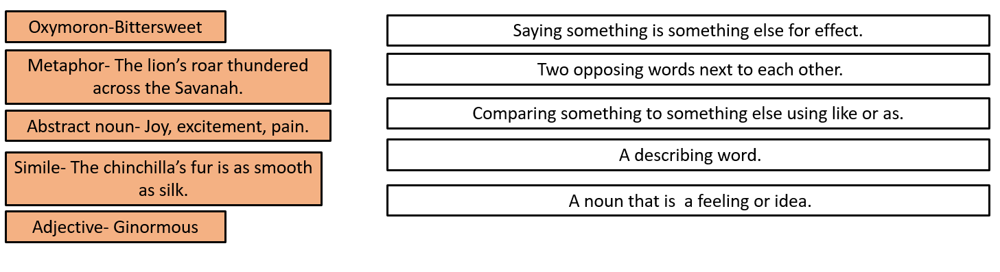 Oxymoron-Bittersweet
Metaphor- The lion’s roar thundered
across the Savanah.
Abstract noun- Joy, excitement, pain.
Simile- The chinchilla’s fur is as smooth
as silk.
Adjective- Ginormous
Saying something is something else for effect.
Two opposing words next to each other.
Comparing something to something else using like or as.
A describing word.
A noun that is  a feeling or idea.